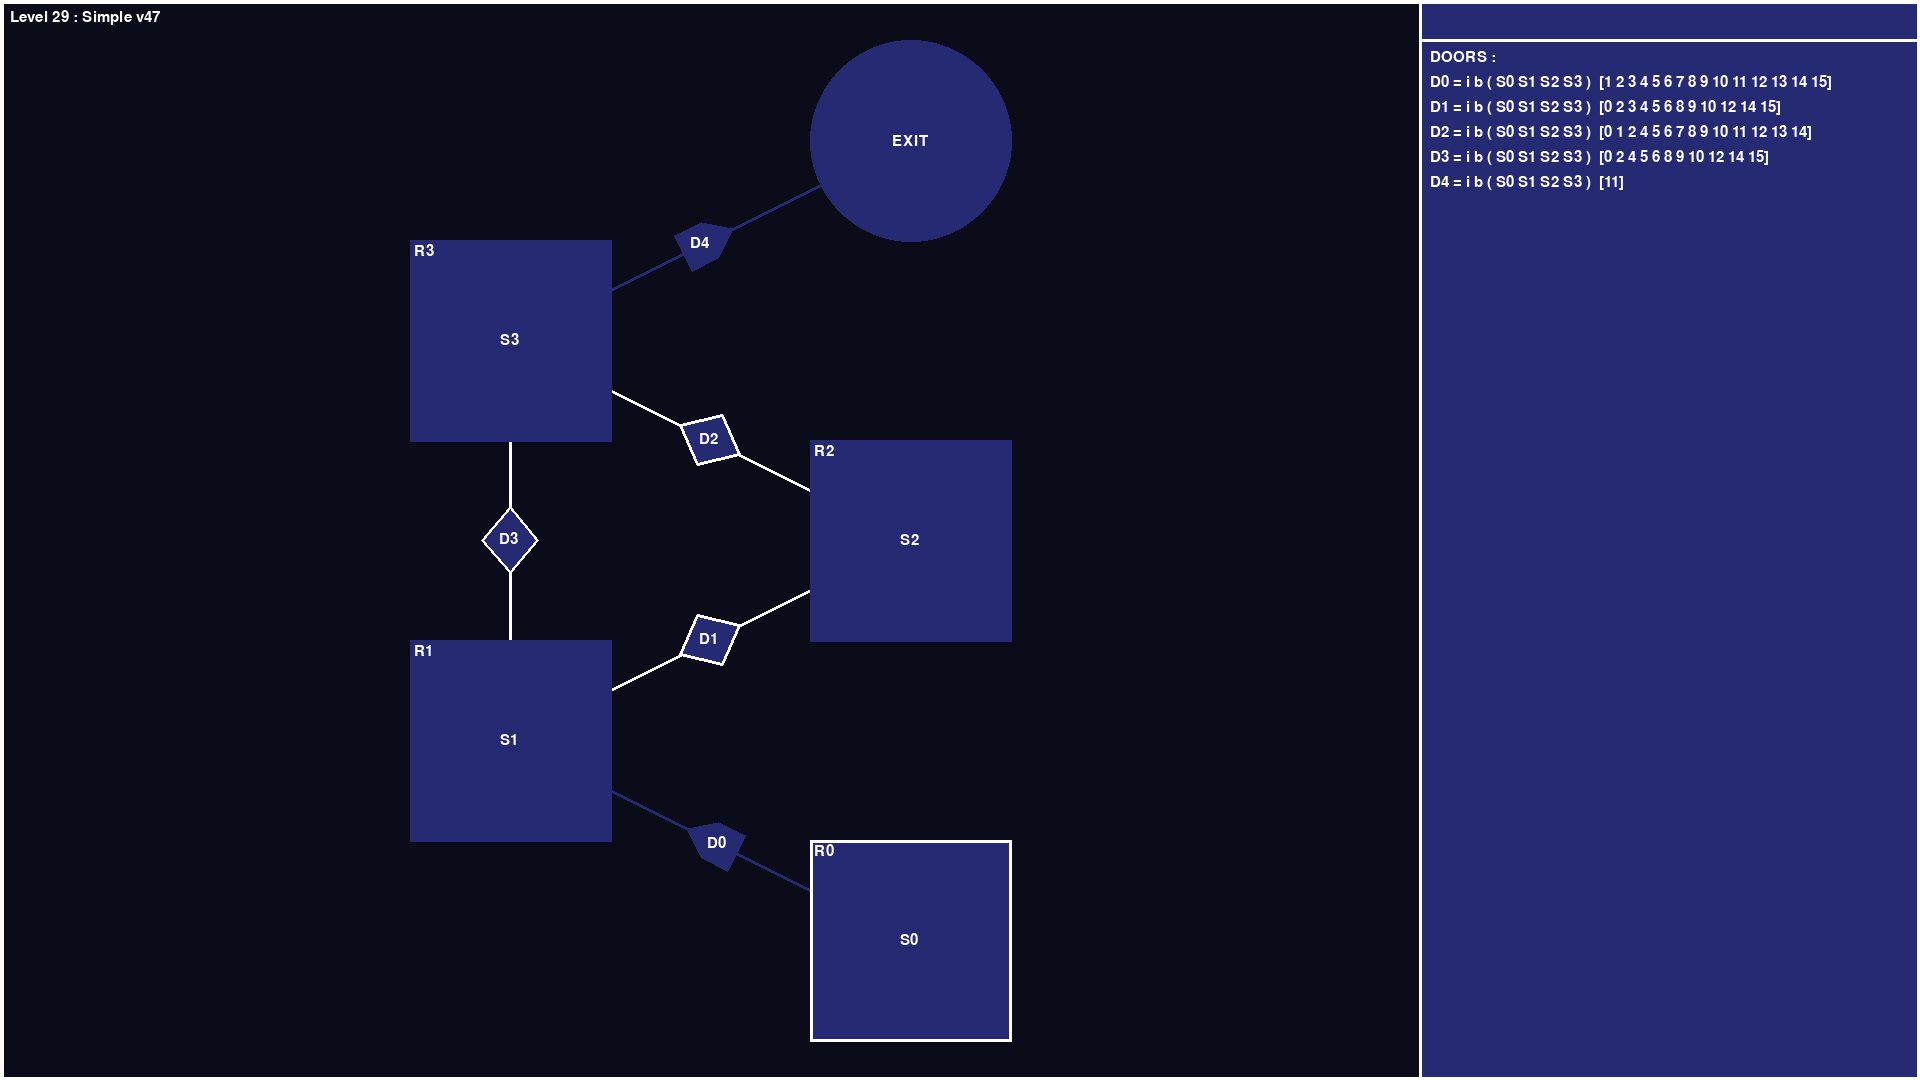 Level 29 : Simple v47
EXIT
D4
R3
S3
D2
R2
S2
D3
D1
R1
S1
D0
R0
S0
DOORS :
D0 = i b ( S0 S1 S2 S3 ) [1 2 3 4 5 6 7 8 9 10 11 12 13 14 15]
D1 = i b ( S0 S1 S2 S3 ) [0 2 3 4 5 6 8 9 10 12 14 15]
D2 = i b ( S0 S1 S2 S3 ) [0 1 2 4 5 6 7 8 9 10 11 12 13 14]
D3 = i b ( S0 S1 S2 S3 ) [0 2 4 5 6 8 9 10 12 14 15]
D4 = i b ( S0 S1 S2 S3 ) [11]